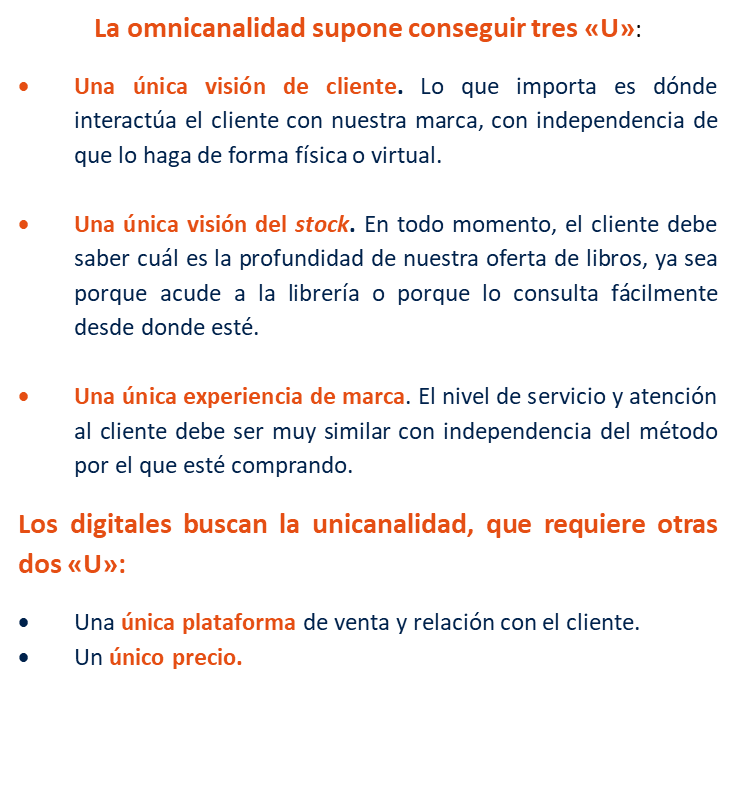 La omnicanalidad supone conseguir tres «U»:
• Una única visión de cliente. Lo que importa es dónde
interactúa el cliente con nuestra marca, con independencia de
que lo haga de forma física o virtual.
• Una única visión del stock. En todo momento, el cliente debe
saber cuál es la profundidad de nuestra oferta de libros, ya sea
porque acude a la librería o porque lo consulta fácilmente
desde donde esté.
• Una única experiencia de marca. El nivel de servicio y atención
al cliente debe ser muy similar con independencia del método
por el que esté comprando.
Los digitales buscan la unicanalidad, que requiere otras
dos «U»:
• Una única plataforma de venta y relación con el cliente.
• Un único precio.